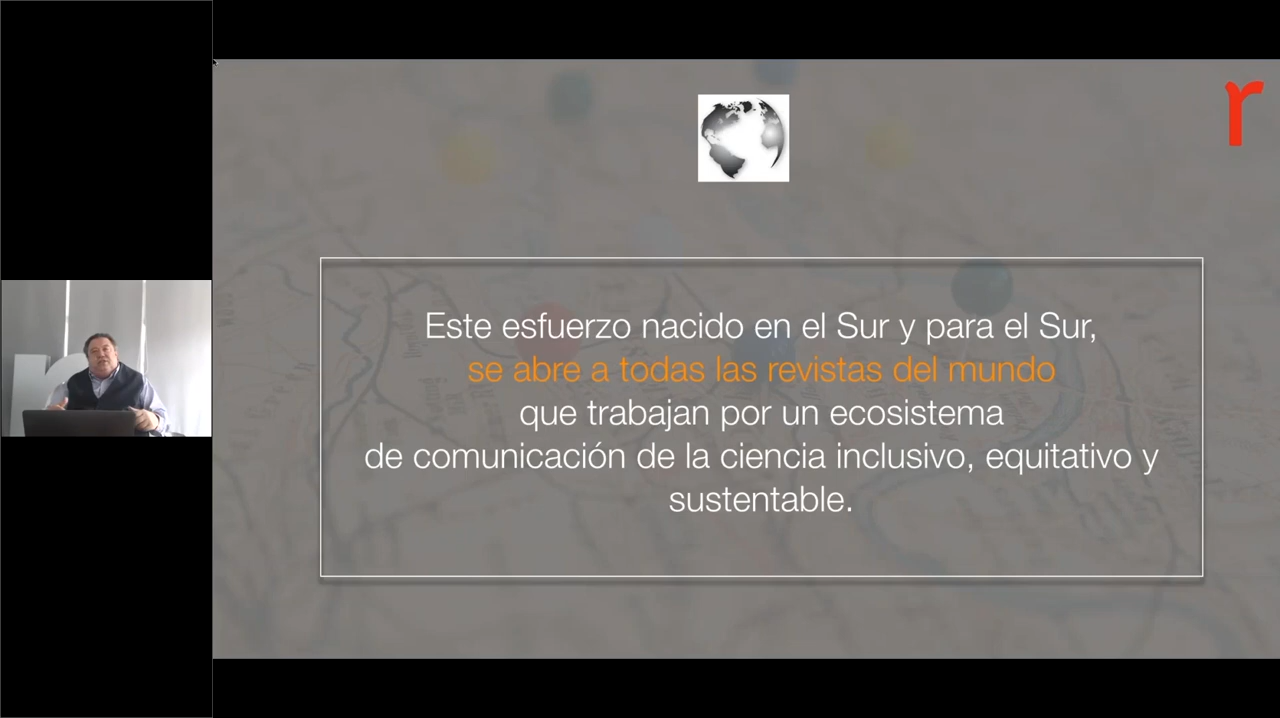 r
Este esfuerzo nacido en el Sur y para el Sur,
se abre a todas las revistas del mundo
que trabajan por un ecosistema
de comunicación de la ciencia inclusivo, equitativo y
sustentable.